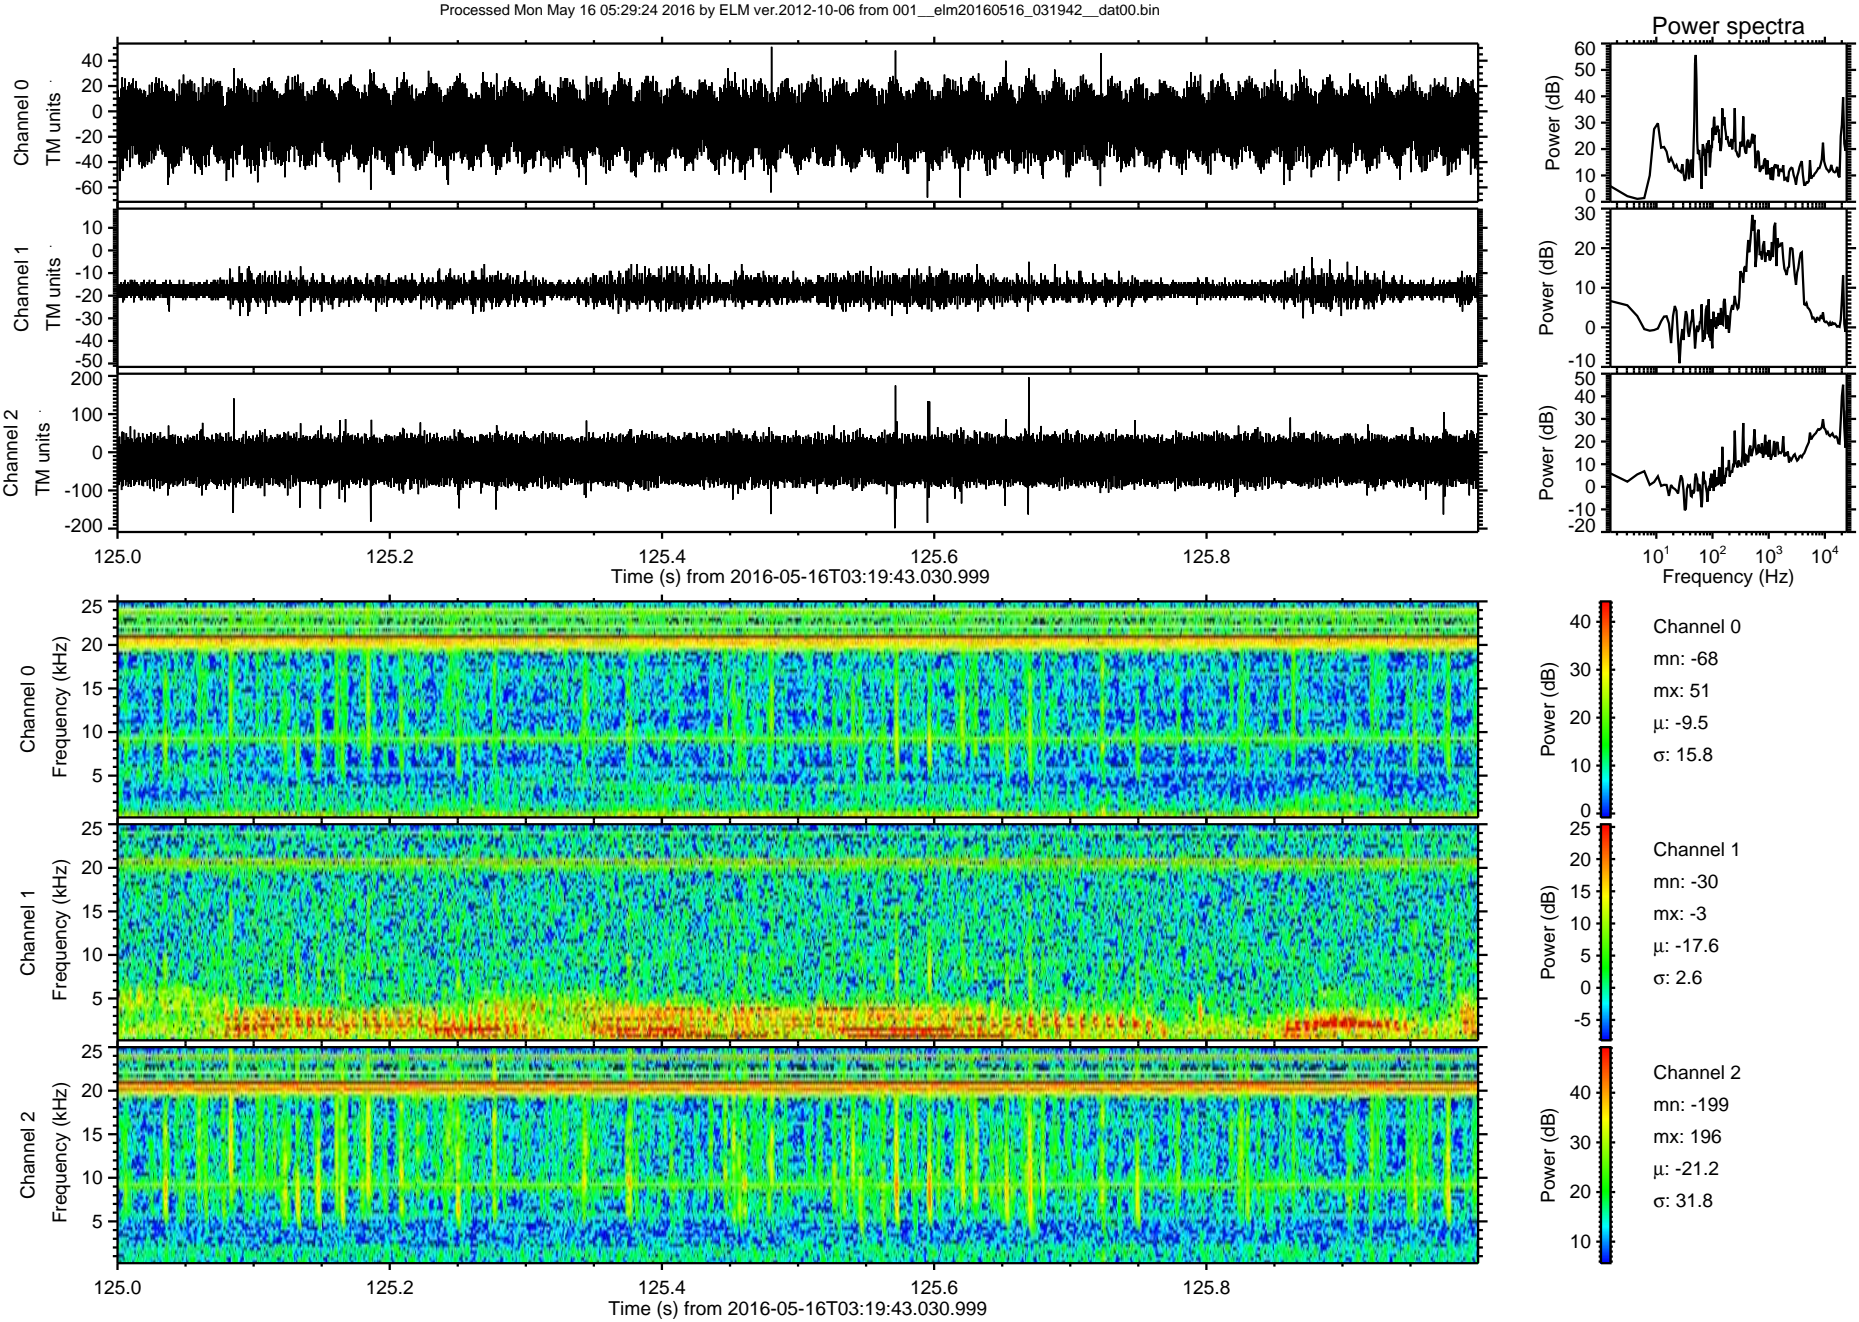 Processed Mon May 16 05:29:24 2016 by ELM ver.2012-10-06 from 001__elm20160516_031942__dat00.bin
Power spectra
Channel 0
TM units
40
20
0
-20
-40
-60
Power (dB)
60
50
40
30
20
10
0
Channel 1
TM units
10
0
-10
-20
-30
-40
-50
Power (dB)
30
20
10
0
-10
Channel 2
TM units
200
100
0
-100
-200
Power (dB)
50
40
30
20
10
0
-10
-20
125.0 125.2 125.4 125.6 125.8
Time (s) from 2016-05-16T03:19:43.030.999
10^1 10^2 10^3 10^4
Frequency (Hz)
Channel 0
Frequency (kHz)
25
20
15
10
5
Power (dB)
40
30
20
10
0
Channel 0
mn: -68
mx: 51
μ: -9.5
σ: 15.8
Channel 1
Frequency (kHz)
25
20
15
10
5
Power (dB)
25
20
15
10
5
0
-5
Channel 1
mn: -30
mx: -3
μ: -17.6
σ: 2.6
Channel 2
Frequency (kHz)
25
20
15
10
5
Power (dB)
40
30
20
10
Channel 2
mn: -199
mx: 196
μ: -21.2
σ: 31.8
125.0 125.2 125.4 125.6 125.8
Time (s) from 2016-05-16T03:19:43.030.999